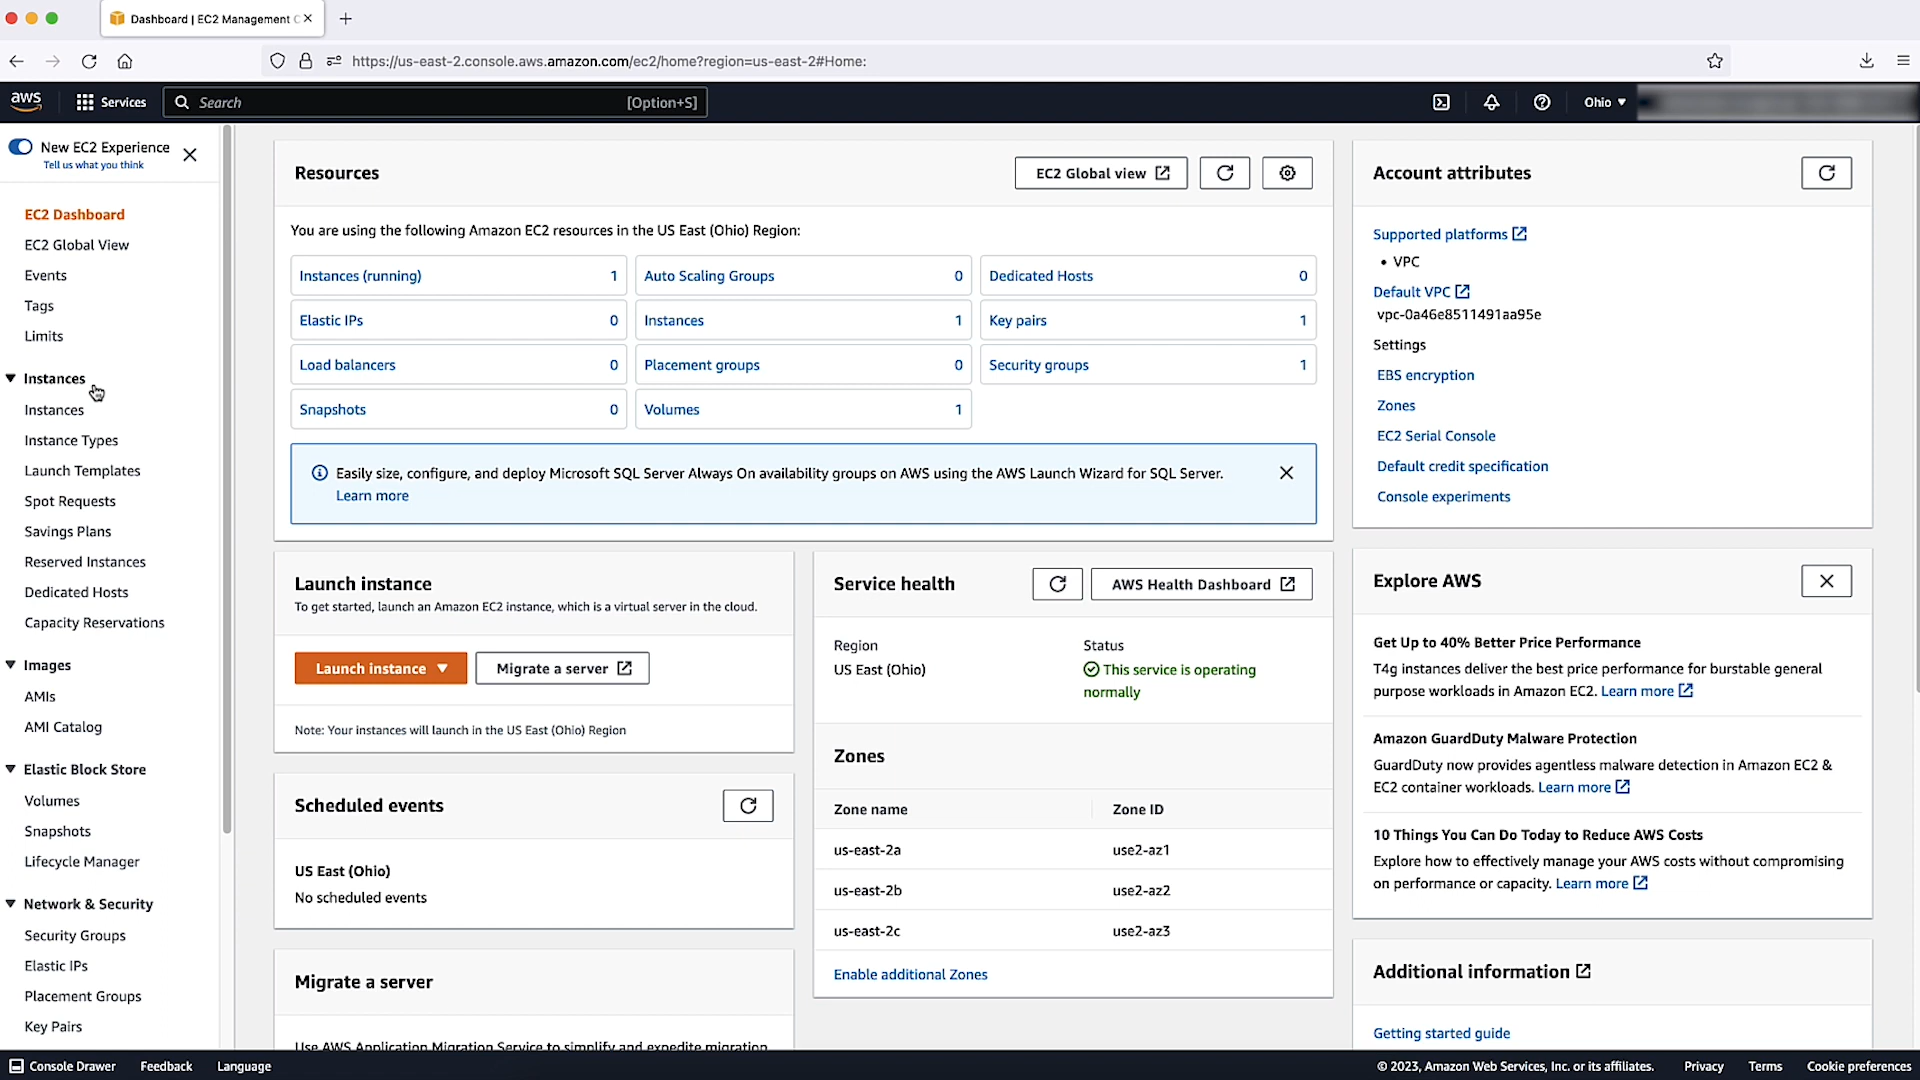 Dashboard | EC2 Management C
https://us-east-2.console.aws.amazon.com/ec2/home?region=us-east-2#Home:
aws
Services
Search
[Option+S]
Ohio
New EC2 Experience
Tell us what you think
EC2 Dashboard
EC2 Global View
Events
Tags
Limits
Instances
Instances
Instance Types
Launch Templates
Spot Requests
Savings Plans
Reserved Instances
Dedicated Hosts
Capacity Reservations
Images
AMIs
AMI Catalog
Elastic Block Store
Volumes
Snapshots
Lifecycle Manager
Network & Security
Security Groups
Elastic IPs
Placement Groups
Key Pairs
Resources
EC2 Global view
You are using the following Amazon EC2 resources in the US East (Ohio) Region:
Instances (running) 1
Auto Scaling Groups 0
Dedicated Hosts 0
Elastic IPs 0
Instances 1
Key pairs 1
Load balancers 0
Placement groups 0
Security groups 1
Snapshots 0
Volumes 1
Easily size, configure, and deploy Microsoft SQL Server Always On availability groups on AWS using the AWS Launch Wizard for SQL Server.
Learn more
Launch instance
To get started, launch an Amazon EC2 instance, which is a virtual server in the cloud.
Launch instance
Migrate a server
Note: Your instances will launch in the US East (Ohio) Region
Scheduled events
US East (Ohio)
No scheduled events
Migrate a server
Use AWS Application Migration Service to simplify and expedite migration
Service health
AWS Health Dashboard
Region
US East (Ohio)
Status
This service is operating
normally
Zones
Zone name Zone ID
us-east-2a use2-az1
us-east-2b use2-az2
us-east-2c use2-az3
Enable additional Zones
Account attributes
Supported platforms
• VPC
Default VPC
vpc-0a46e8511491aa95e
Settings
EBS encryption
Zones
EC2 Serial Console
Default credit specification
Console experiments
Explore AWS
Get Up to 40% Better Price Performance
T4g instances deliver the best price performance for burstable general
purpose workloads in Amazon EC2. Learn more
Amazon GuardDuty Malware Protection
GuardDuty now provides agentless malware detection in Amazon EC2 &
EC2 container workloads. Learn more
10 Things You Can Do Today to Reduce AWS Costs
Explore how to effectively manage your AWS costs without compromising
on performance or capacity. Learn more
Additional information
Getting started guide
Console Drawer
Feedback
Language
© 2023, Amazon Web Services, Inc. or its affiliates.
Privacy
Terms
Cookie preferences